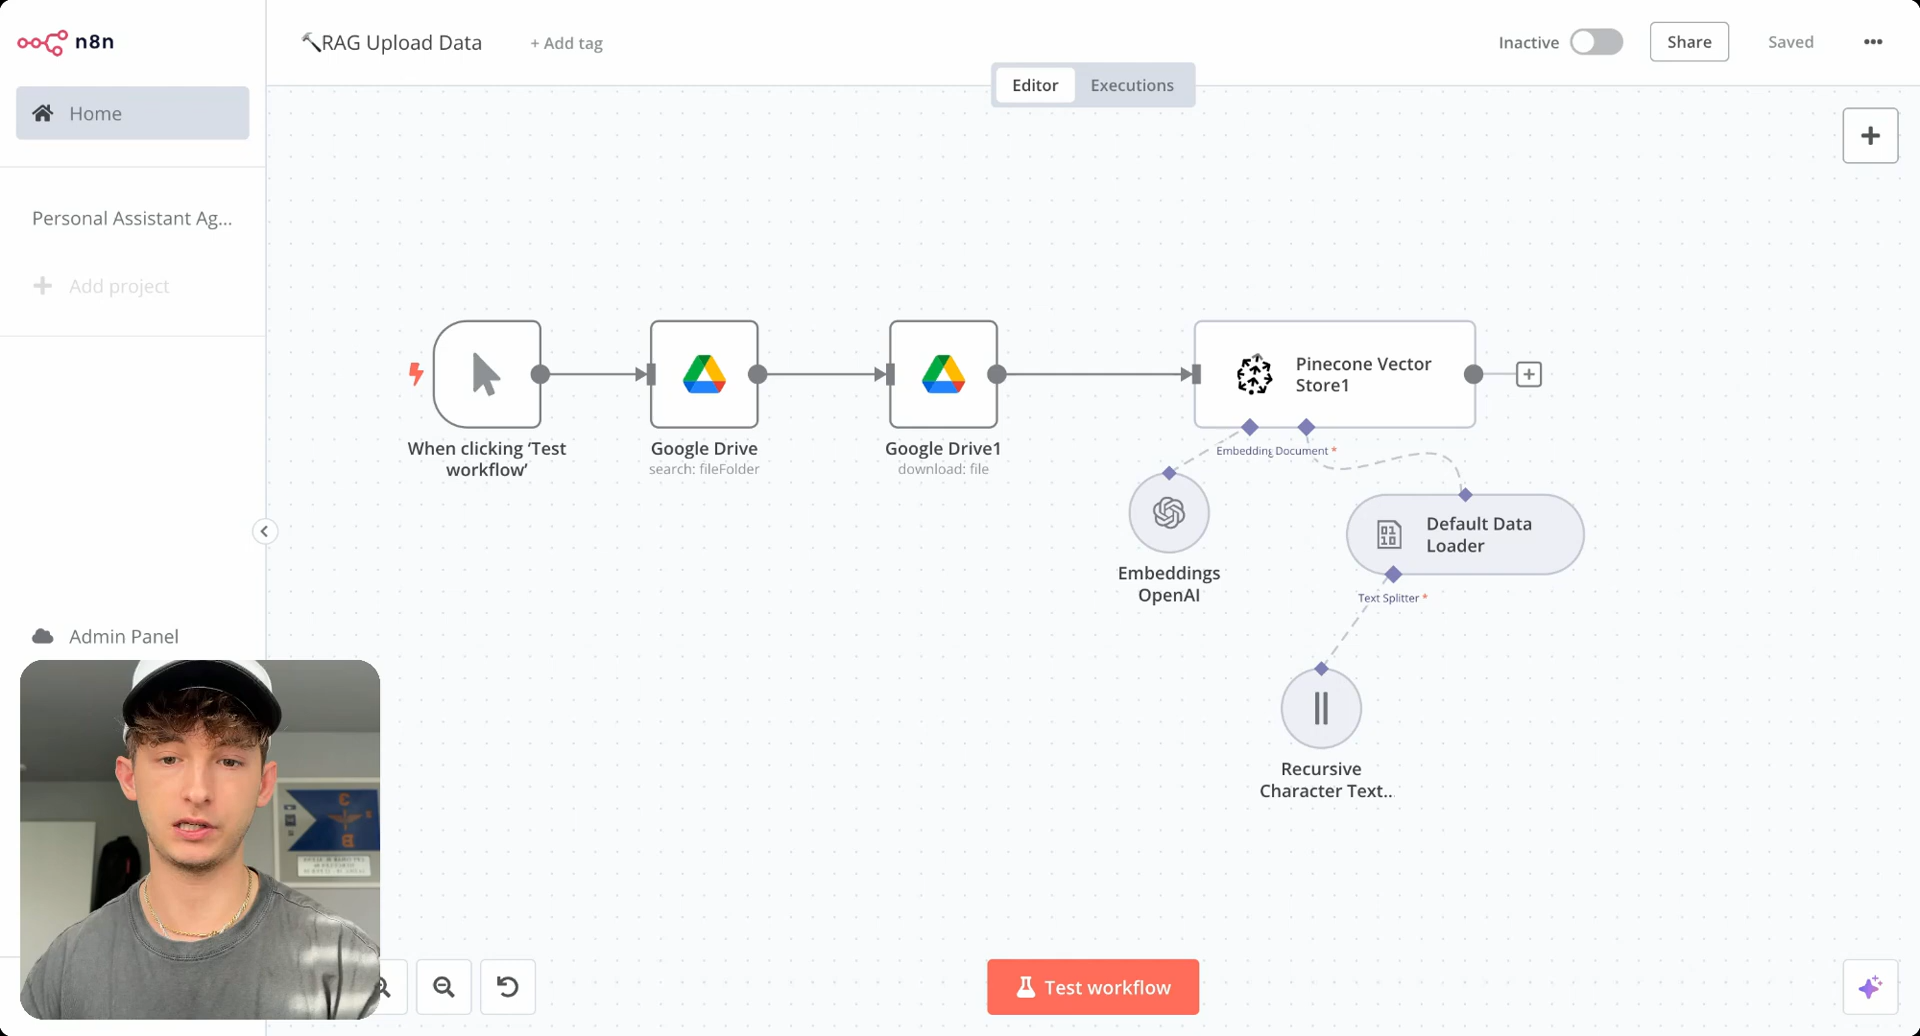 n8n
🔨RAG Upload Data
+ Add tag
Inactive
Share
Saved
Editor
Executions
Home
Personal Assistant Ag...
Add project
Admin Panel
When clicking ‘Test
workflow’
Google Drive
search: fileFolder
Google Drive1
download: file
Pinecone Vector
Store1
Embedding
Document *
Embeddings
OpenAI
Default Data
Loader
Text Splitter *
Recursive
Character Text...
Test workflow